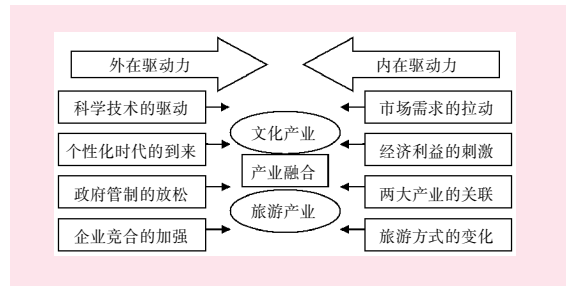 外在驱动力
内在驱动力
科学技术的驱动
市场需求的拉动
文化产业
个性化时代的到来
经济利益的刺激
产业融合
政府管制的放松
两大产业的关联
旅游产业
企业竞合的加强
旅游方式的变化